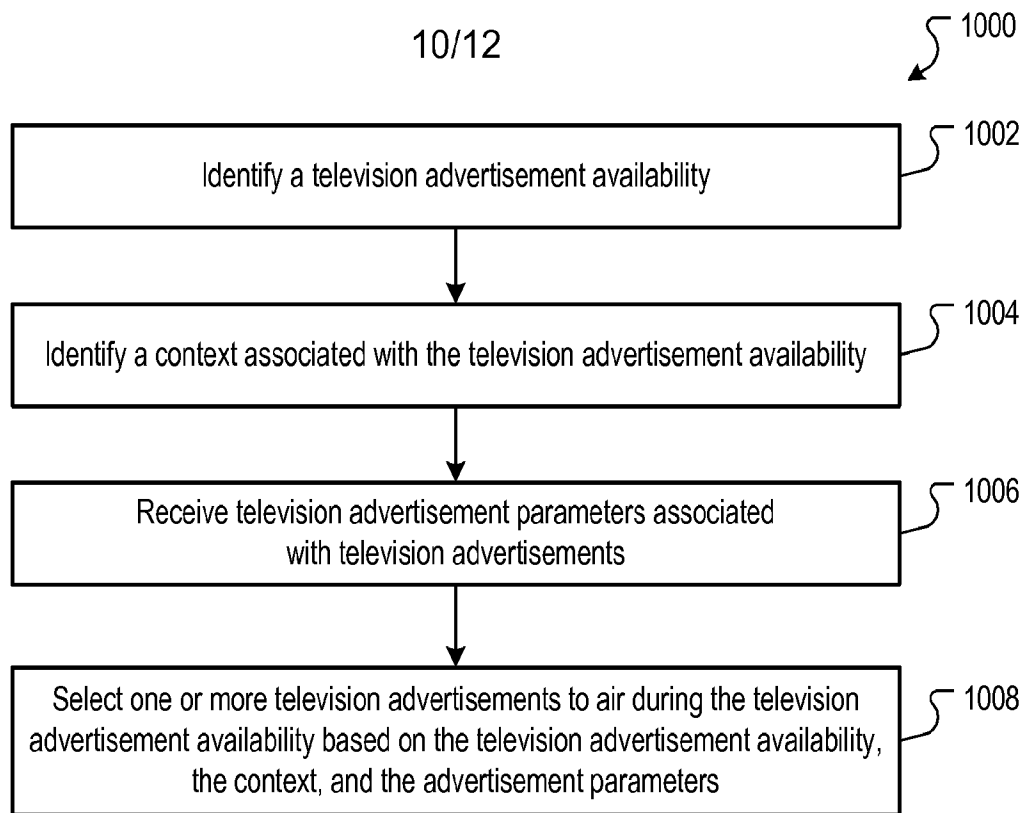 10/12
1000
Identify a television advertisement availability
1002
Identify a context associated with the television advertisement availability
1004
Receive television advertisement parameters associated
with television advertisements
1006
Select one or more television advertisements to air during the television
advertisement availability based on the television advertisement availability,
the context, and the advertisement parameters
1008